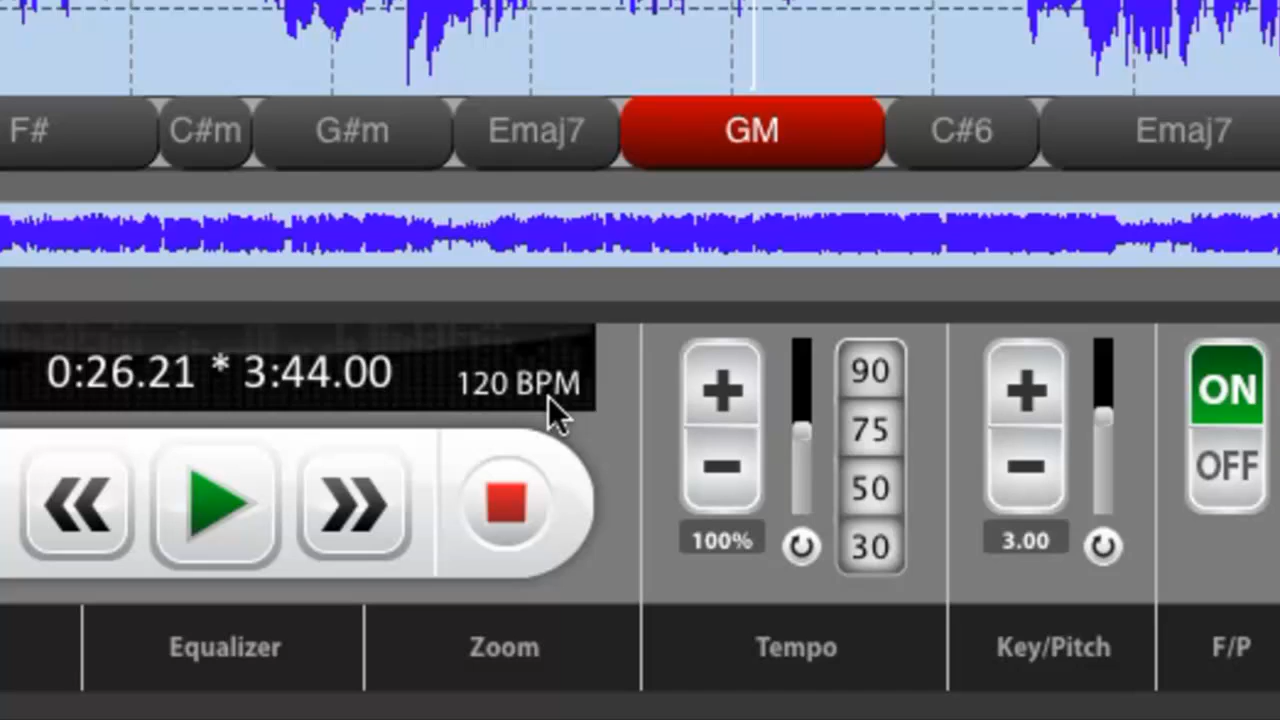 F# C#m G#m Emaj7 GM C#6 Emaj7
0:26.21 * 3:44.00 120 BPM
90
75
50
30
100%
3.00
ON
OFF
Equalizer Zoom Tempo Key/Pitch F/P